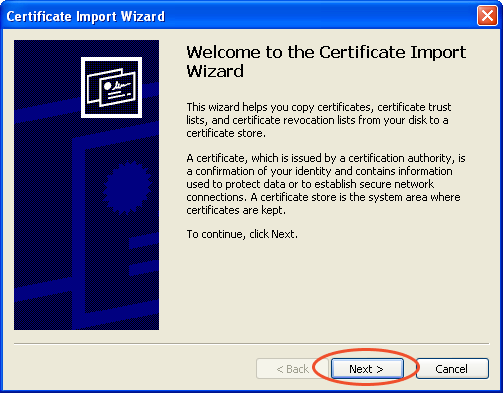 Certificate Import Wizard
Welcome to the Certificate Import
Wizard
This wizard helps you copy certificates, certificate trust
lists, and certificate revocation lists from your disk to a
certificate store.
A certificate, which is issued by a certification authority, is
a confirmation of your identity and contains information
used to protect data or to establish secure network
connections. A certificate store is the system area where
certificates are kept.
To continue, click Next.
< Back Next > Cancel